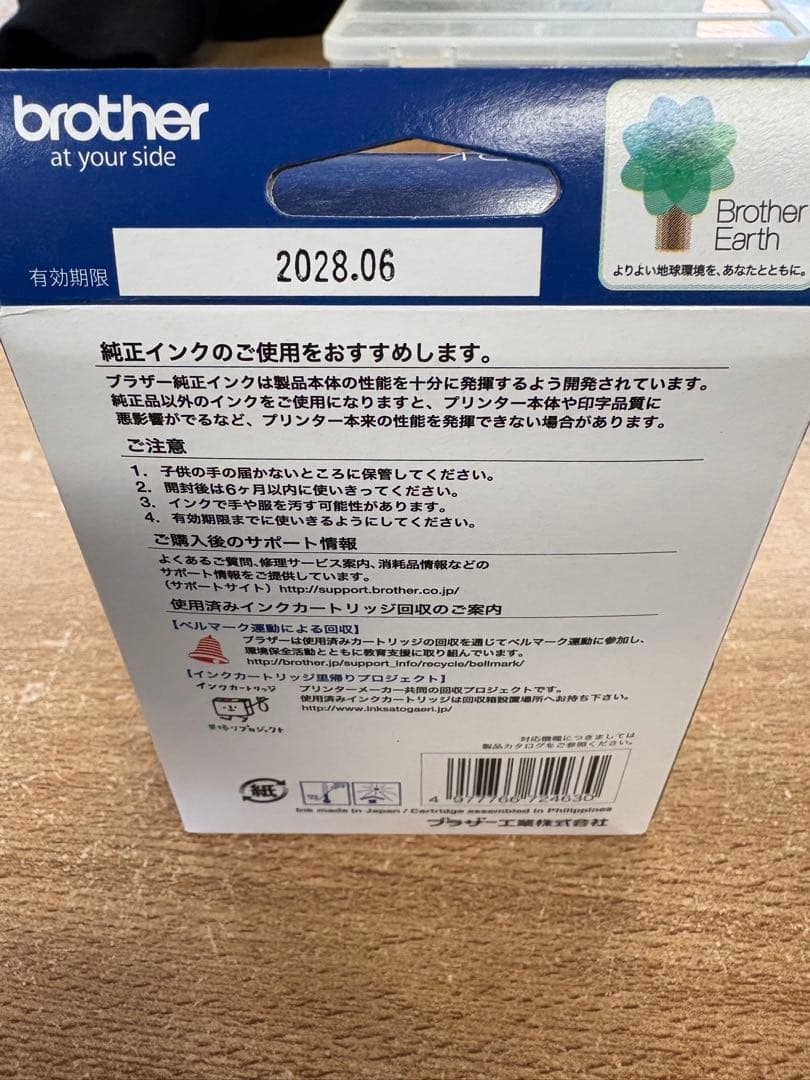 brother
at your side
Brother
Earth
よりよい地球環境を、あなたとともに。
有効期限
2028.06
純正インクのご使用をおすすめします。
ブラザー純正インクは製品本体の性能を十分に発揮するよう開発されています。
純正品以外のインクをご使用になりますと、プリンター本体や印字品質に
悪影響がでるなど、プリンター本来の性能を発揮できない場合があります。
ご注意
1. 子供の手の届かないところに保管してください。
2. 開封後は6ヶ月以内に使いきってください。
3. インクで手や服を汚す可能性があります。
4. 有効期限までに使いきるようにしてください。
ご購入後のサポート情報
よくあるご質問、修理サービス案内、消耗品情報などの
サポート情報をご提供しています。
(サポートサイト) http://support.brother.co.jp/
使用済みインクカートリッジ回収のご案内
【ベルマーク運動による回収】
ブラザーは使用済みカートリッジの回収を通じてベルマーク運動に参加し、
環境保全活動とともに教育支援に取り組んでいます。
http://brother.jp/support_info/recycle/bellmark/
【インクカートリッジ里帰りプロジェクト】
インクカートリッジ
里帰りプロジェクト
プリンターメーカー共同の回収プロジェクトです。
使用済みインクカートリッジは回収箱設置場所へお持ち下さい。
http://www.inksatogaeri.jp/
対応機種につきましては
製品カタログをご参照ください。
紙
4 977766 724630
Ink made in Japan / Cartridge assembled in Philippines
ブラザー工業株式会社